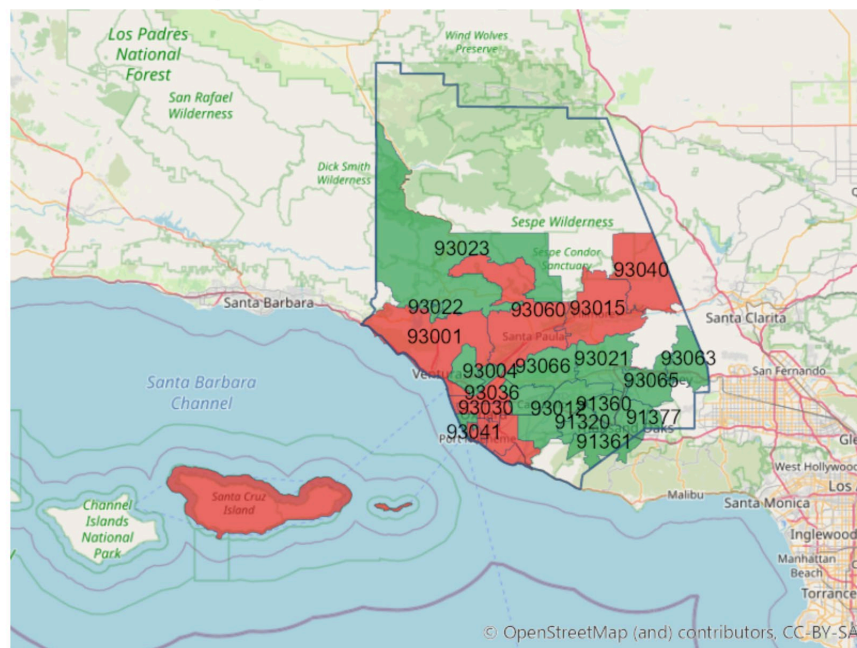 Los Padres
National
Forest
Wind Wolves
Preserve
San Rafael
Wilderness
Dick Smith
Wilderness
Sespe Wilderness
93023
Sespe Condor
Sanctuary
93040
Santa Barbara
93022
93060
93015
Santa Clarita
93001
Santa Paula
93004
93066
93021
93063
Ventura
San Fernando
Santa Barbara
Channel
93036
93065
93030
93012
91360
91320
91377
93041
91361
West Hollywood
Port
Malibu
Los
Santa Monica
Santa Cruz
Island
Channel
Islands
National
Park
Inglewood
Manhattan
Beach
Torrance
© OpenStreetMap (and) contributors, CC-BY-SA